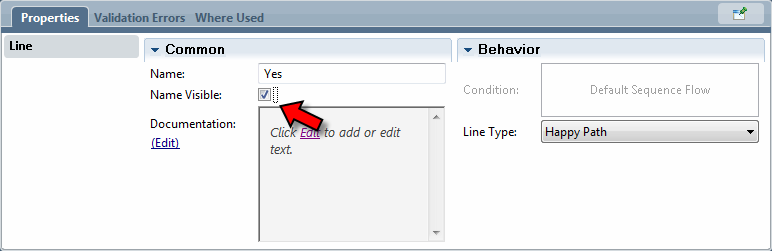 Properties Validation Errors Where Used
Line
Common
Name: Yes
Name Visible:
Documentation:
(Edit)
Click Edit to add or edit
text.
Behavior
Condition: Default Sequence Flow
Line Type: Happy Path